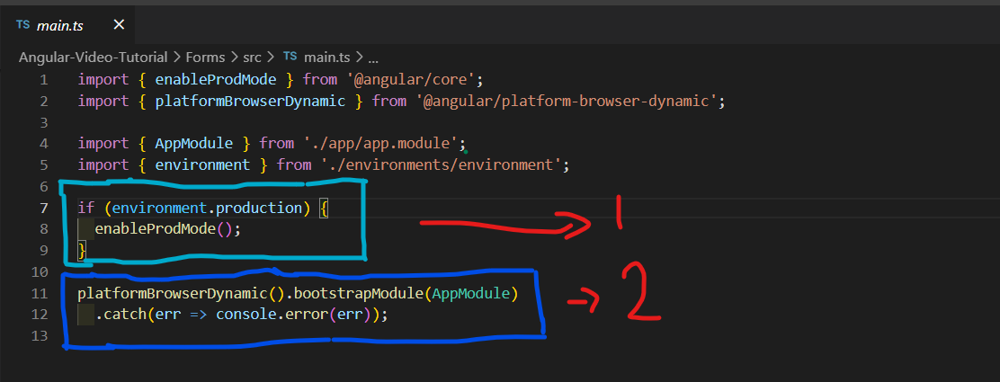 TS main.ts ×
Angular-Video-Tutorial > Forms > src > TS main.ts > ...
1 import { enableProdMode } from '@angular/core';
2 import { platformBrowserDynamic } from '@angular/platform-browser-dynamic';
3
4 import { AppModule } from './app/app.module';
5 import { environment } from './environments/environment';
6
7 if (environment.production) {
8   enableProdMode();
9 }
→ 1
10
11 platformBrowserDynamic().bootstrapModule(AppModule)
12   .catch(err => console.error(err));
13
→ 2